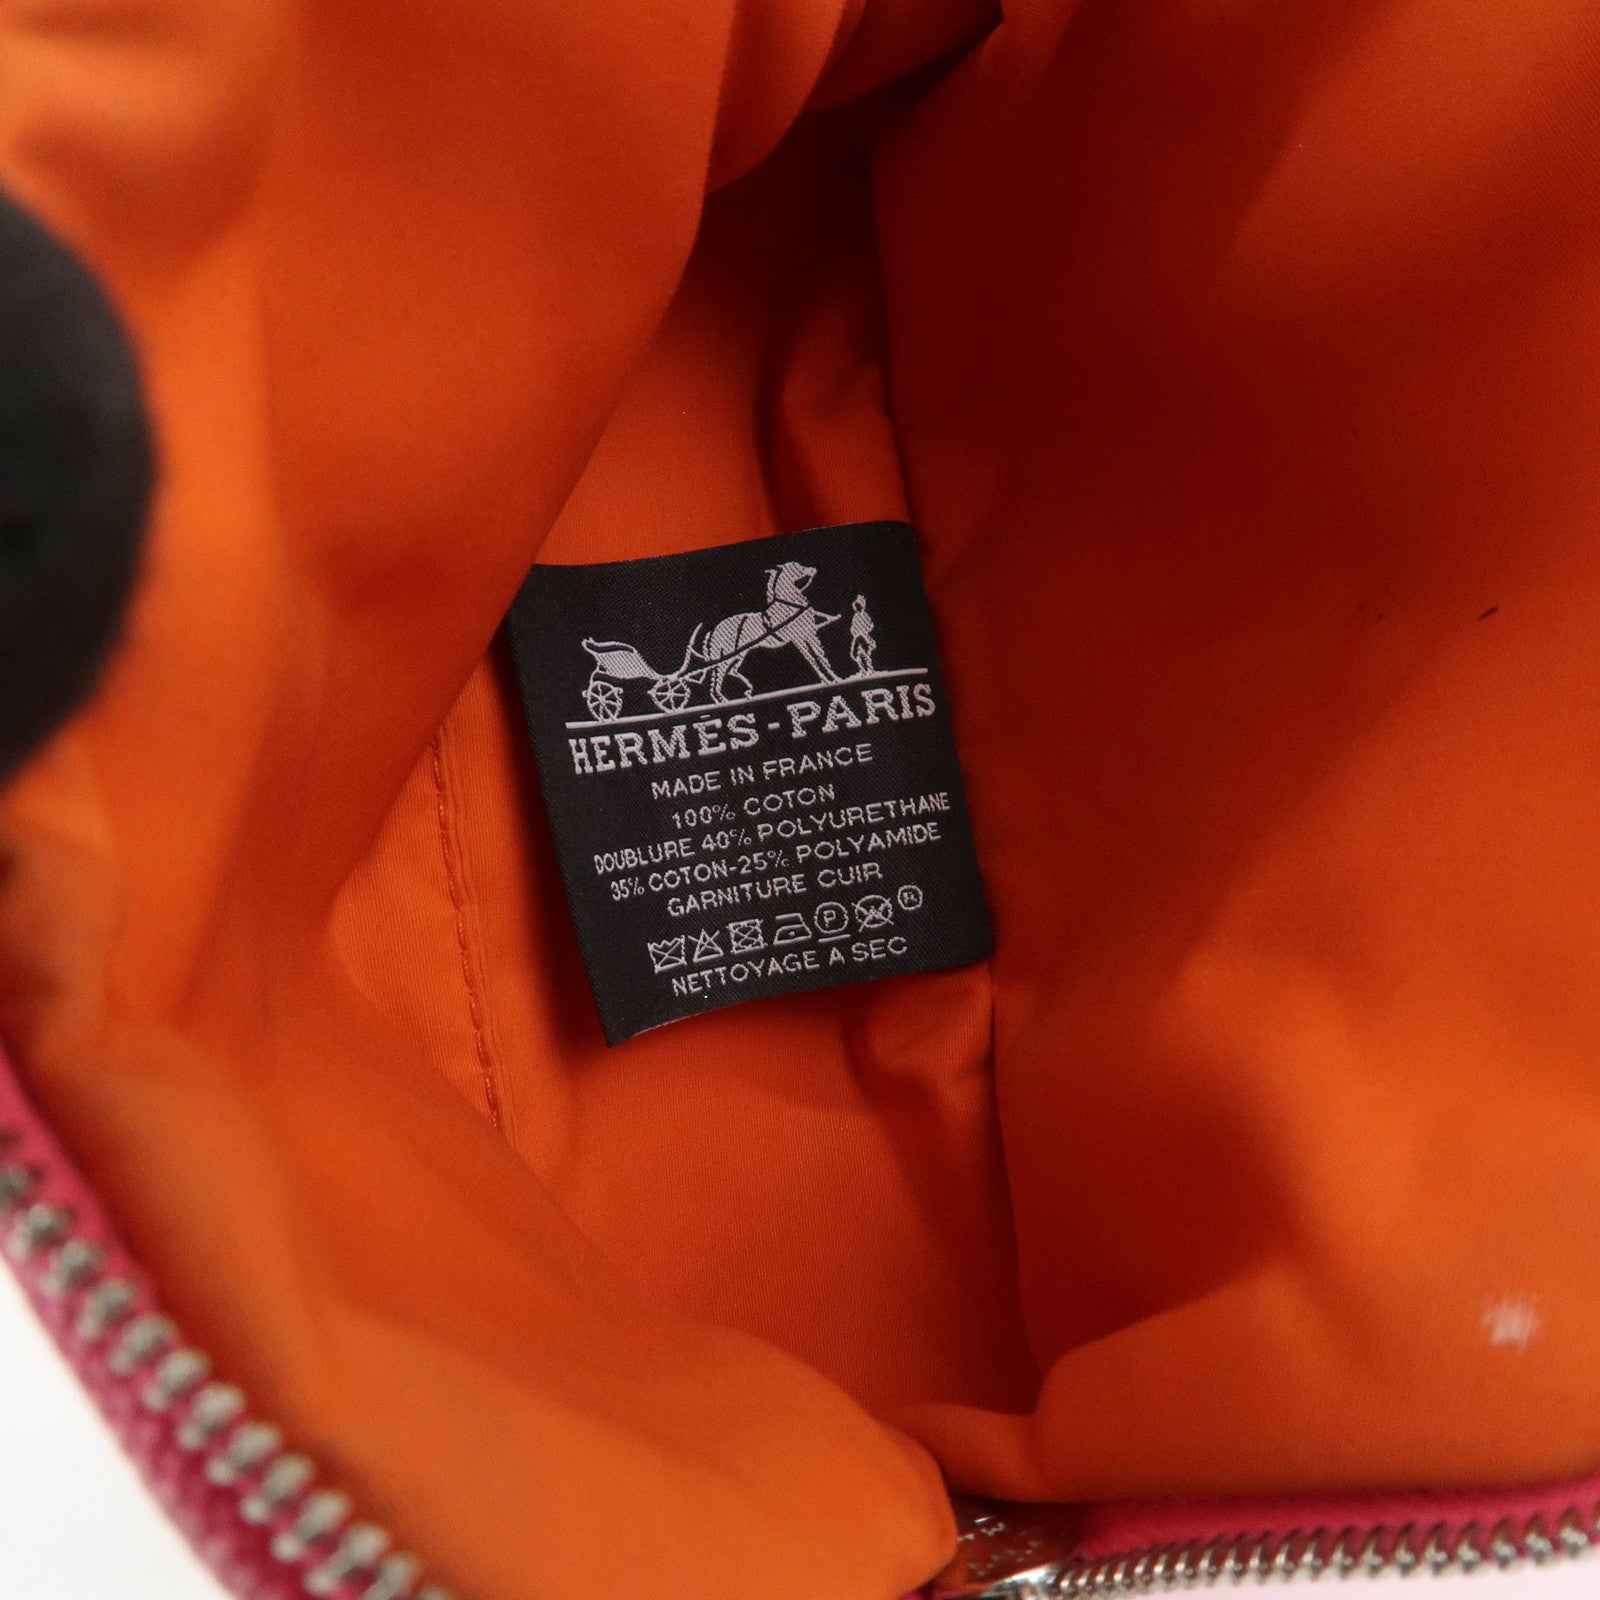 HERMÈS-PARIS
MADE IN FRANCE
100% COTON
DOUBLURE 40% POLYURETHANE
35% COTON-25% POLYAMIDE
GARNITURE CUIR
P ®
NETTOYAGE A SEC